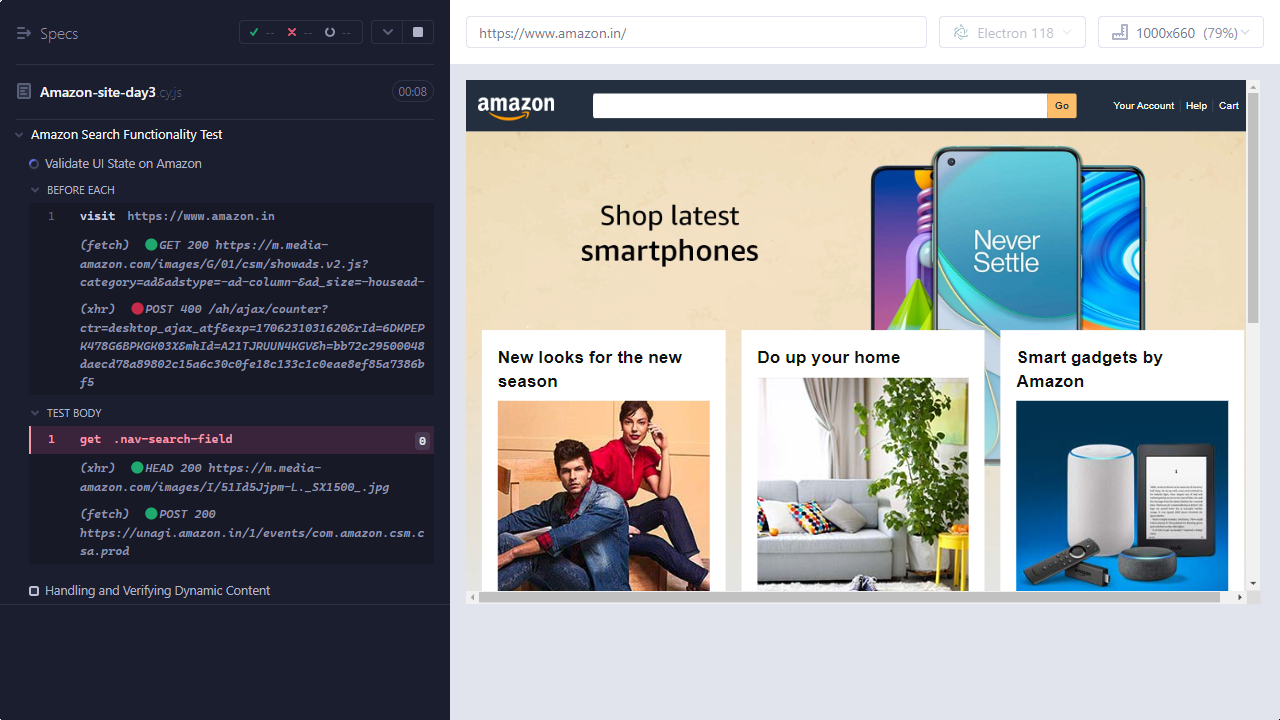 Specs
--
--
--
Amazon-site-day3.cy.js
00:08
Amazon Search Functionality Test
Validate UI State on Amazon
BEFORE EACH
1 visit https://www.amazon.in
(fetch) GET 200 https://m.media-
amazon.com/images/G/01/csm/showads.v2.js?
category=ad&adstype=-ad-column-&ad_size=-housead-
(xhr) POST 400 /ah/ajax/counter?
ctr=desktop_ajax_atf&exp=1706231031620&rId=6DKPEP
K478G6BPKGK03X&mkId=A21TJRUUN4KGV&h=bb72c29500048
daecd78a89802c15a6c30c0fe18c133c1c0eae8ef85a7386b
f5
TEST BODY
1 get .nav-search-field 0
(xhr) HEAD 200 https://m.media-
amazon.com/images/I/51Id5Jjpm-L._SX1500_.jpg
(fetch) POST 200
https://unagi.amazon.in/1/events/com.amazon.csm.c
sa.prod
Handling and Verifying Dynamic Content
https://www.amazon.in/
Electron 118
1000x660 (79%)
amazon
Go
Your Account
Help
Cart
Shop latest
smartphones
Never
Settle
New looks for the new
season
Do up your home
Smart gadgets by
Amazon